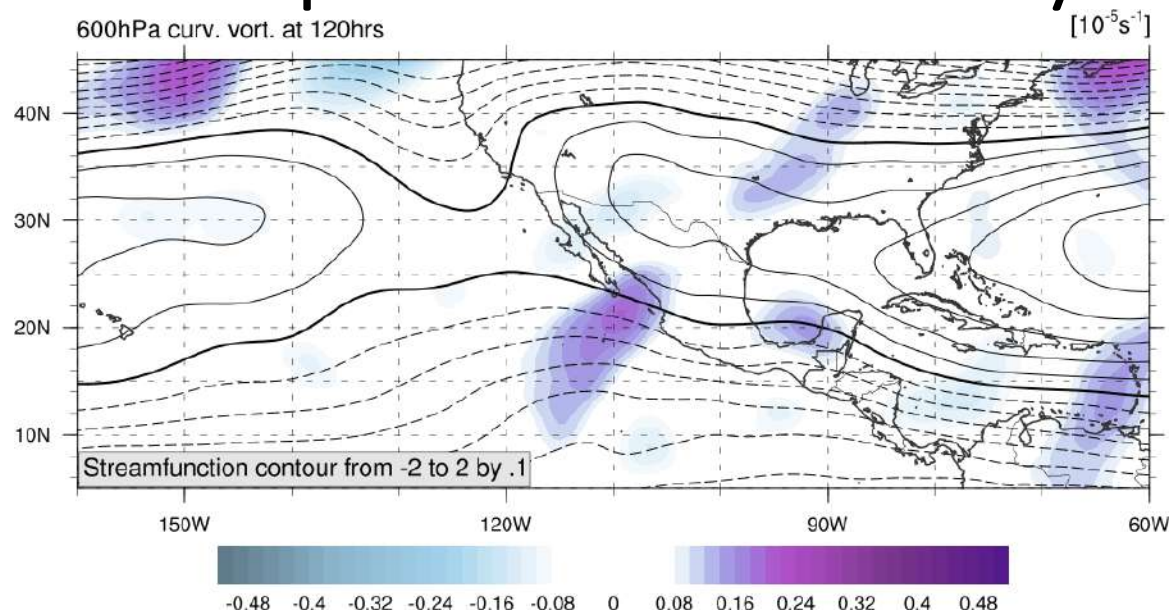 600hPa curv. vort. at 120hrs [10⁻⁵s⁻¹]
40N
30N
20N
10N
Streamfunction contour from -2 to 2 by .1
150W 120W 90W 60W
-0.48 -0.4 -0.32 -0.24 -0.16 -0.08 0 0.08 0.16 0.24 0.32 0.4 0.48